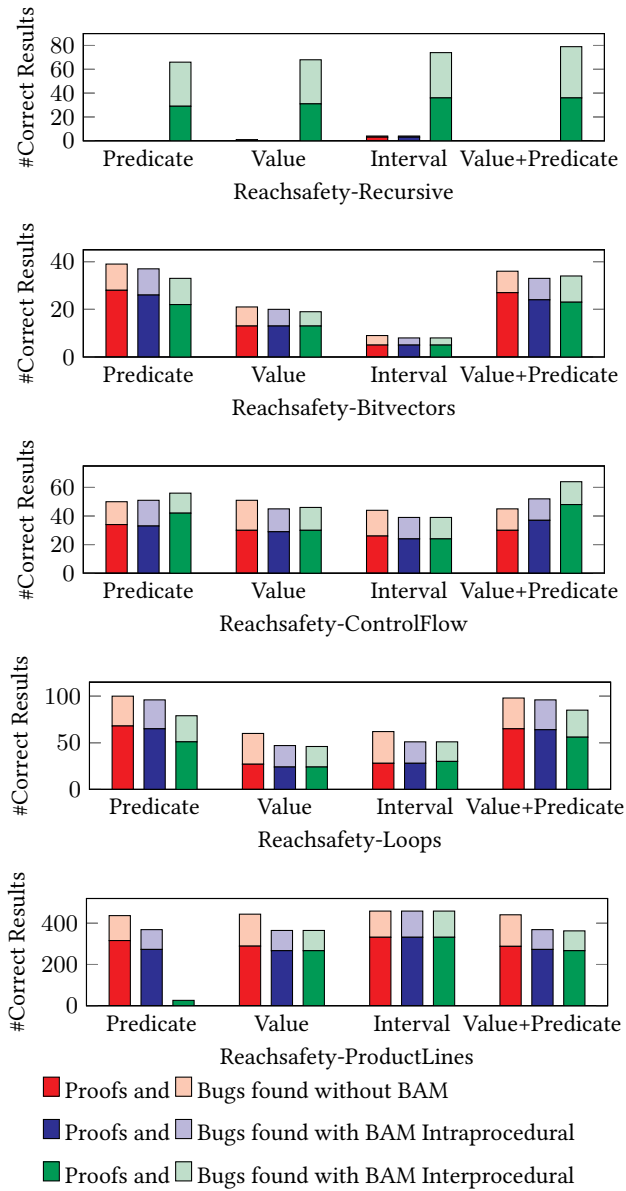 #Correct Results
80
60
40
20
0
Predicate Value Interval Value+Predicate
Reachsafety-Recursive
#Correct Results
40
20
0
Predicate Value Interval Value+Predicate
Reachsafety-Bitvectors
#Correct Results
60
40
20
0
Predicate Value Interval Value+Predicate
Reachsafety-ControlFlow
#Correct Results
100
50
0
Predicate Value Interval Value+Predicate
Reachsafety-Loops
#Correct Results
400
200
0
Predicate Value Interval Value+Predicate
Reachsafety-ProductLines
Proofs and Bugs found without BAM
Proofs and Bugs found with BAM Intraprocedural
Proofs and Bugs found with BAM Interprocedural